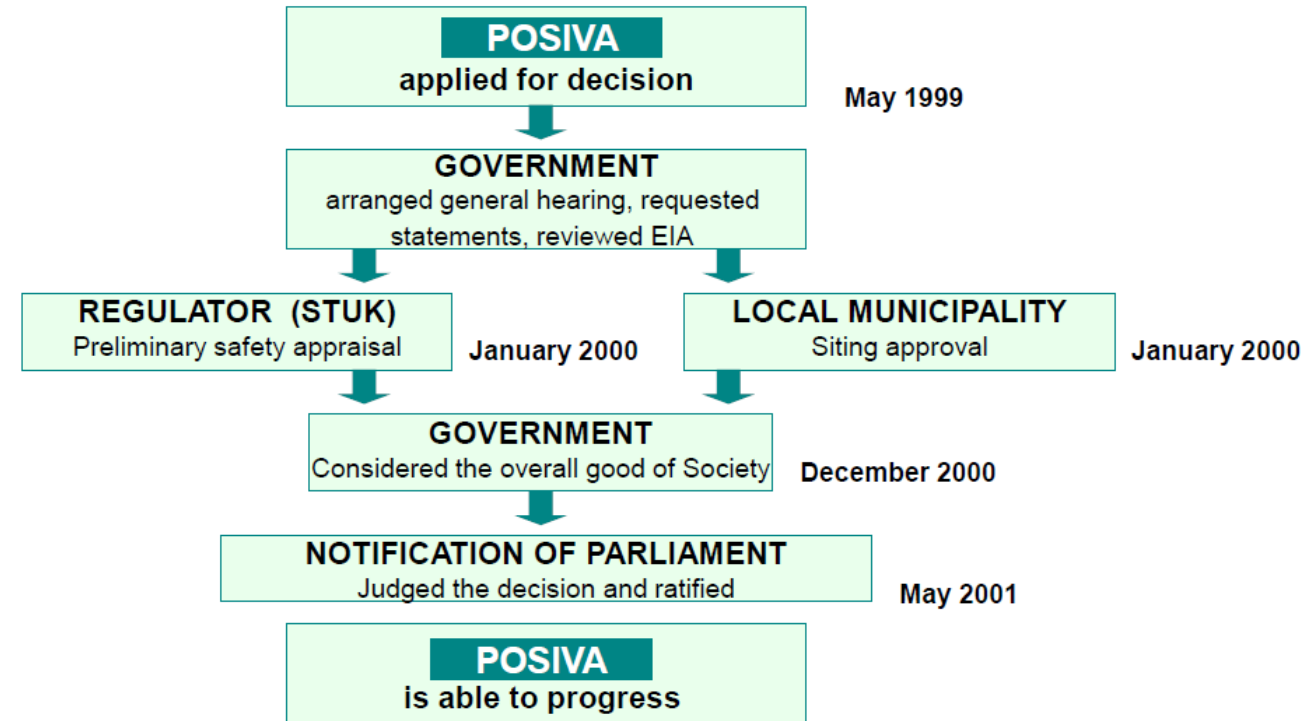 POSIVA
applied for decision
May 1999
GOVERNMENT
arranged general hearing, requested
statements, reviewed EIA
REGULATOR (STUK)
Preliminary safety appraisal
January 2000
LOCAL MUNICIPALITY
Siting approval
January 2000
GOVERNMENT
Considered the overall good of Society
December 2000
NOTIFICATION OF PARLIAMENT
Judged the decision and ratified
May 2001
POSIVA
is able to progress